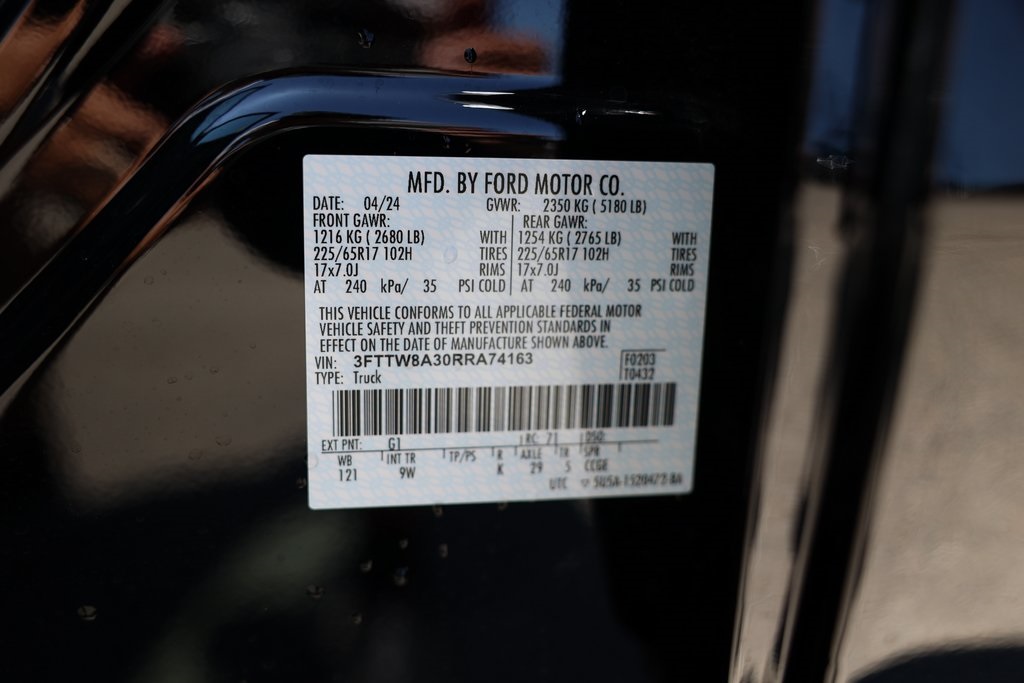 MFD. BY FORD MOTOR CO.
DATE: 04/24 GVWR: 2350 KG ( 5180 LB)
FRONT GAWR: REAR GAWR:
1216 KG ( 2680 LB) WITH 1254 KG ( 2765 LB) WITH
225/65R17 102H TIRES 225/65R17 102H TIRES
17x7.0J RIMS 17x7.0J RIMS
AT 240 kPa/ 35 PSI COLD AT 240 kPa/ 35 PSI COLD
THIS VEHICLE CONFORMS TO ALL APPLICABLE FEDERAL MOTOR
VEHICLE SAFETY AND THEFT PREVENTION STANDARDS IN
EFFECT ON THE DATE OF MANUFACTURE SHOWN ABOVE.
VIN: 3FTTW8A30RRA74163 F0203
TYPE: Truck T0432
EXT PNT: G1 RC: 71 DSO:
WB INT TR TP/PS R AXLE TR SPR
121 9W K 29 5 CCGE
UTC